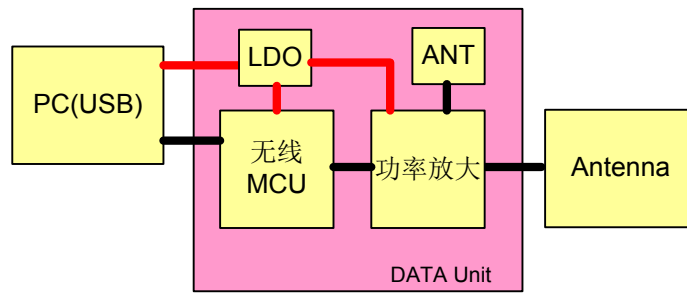 LDO
ANT
PC(USB)
无线
MCU
功率放大
Antenna
DATA Unit